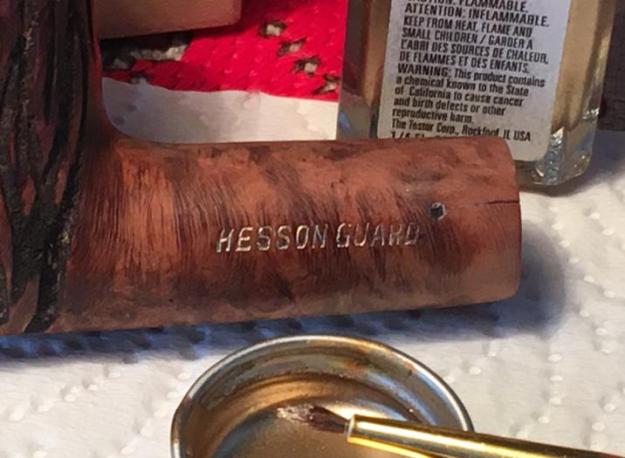 CAUTION: FLAMMABLE.
ATTENTION: INFLAMMABLE.
KEEP FROM HEAT, FLAME AND
SMALL CHILDREN / GARDER À
L'ABRI DES SOURCES DE CHALEUR,
DE FLAMMES ET DES ENFANTS.
WARNING: This product contains
a chemical known to the State
of California to cause cancer
and birth defects or other
reproductive harm.
The Testor Corp., Rockford, IL USA
HESSON GUARD